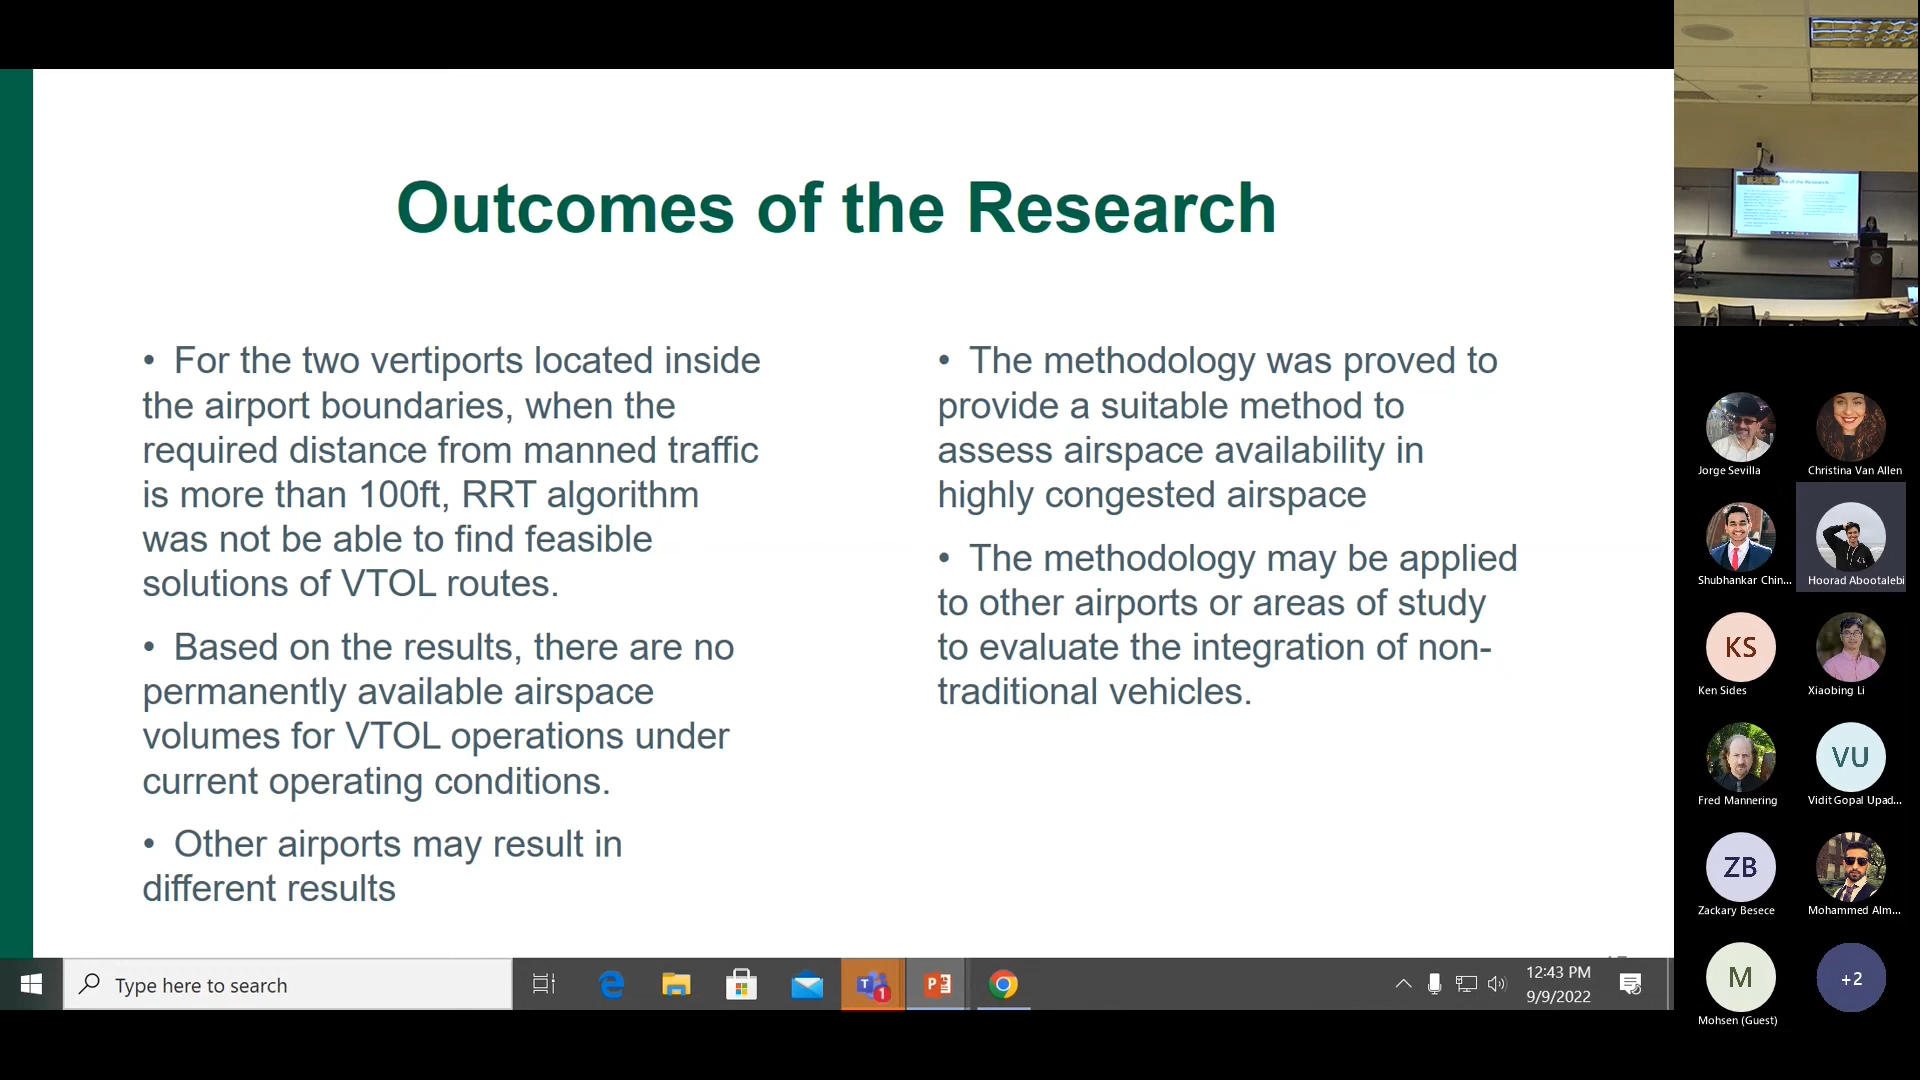 Outcomes of the Research
• For the two vertiports located inside
the airport boundaries, when the
required distance from manned traffic
is more than 100ft, RRT algorithm
was not be able to find feasible
solutions of VTOL routes.
• Based on the results, there are no
permanently available airspace
volumes for VTOL operations under
current operating conditions.
• Other airports may result in
different results
• The methodology was proved to
provide a suitable method to
assess airspace availability in
highly congested airspace
• The methodology may be applied
to other airports or areas of study
to evaluate the integration of non-
traditional vehicles.
Type here to search
1
12:43 PM
9/9/2022
Jorge Sevilla
Christina Van Allen
Shubhankar Chin...
Hoorad Abootalebi
KS
Ken Sides
Xiaobing Li
Fred Mannering
VU
Vidit Gopal Upad...
ZB
Zackary Besece
Mohammed Alm...
M
Mohsen (Guest)
+2